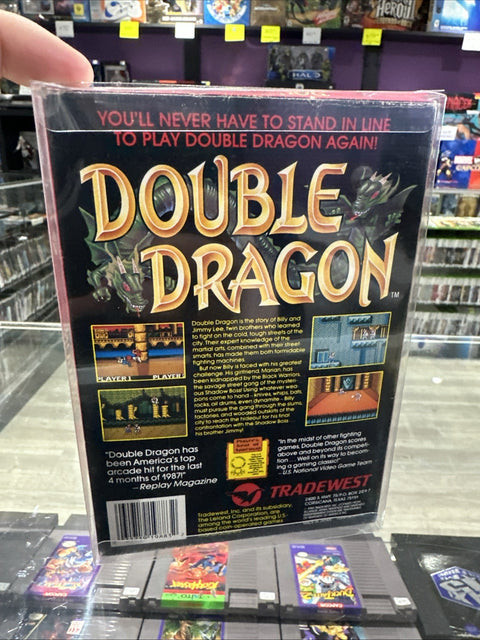 YOU'LL NEVER HAVE TO STAND IN LINE
TO PLAY DOUBLE DRAGON AGAIN!
DOUBLE
DRAGON
TM
PLAYER 1 PLAYER
Double Dragon is the story of Billy and
Jimmy Lee, twin brothers who learned
to fight on the cold, tough streets of the
city. Their expert knowledge of the
martial arts, combined with their street
smarts, has made them both formidable
fighting machines.
But now Billy is faced with his greatest
challenge. His girlfriend, Marian, has
been kidnapped by the Black Warriors,
the savage street gang of the mysteri-
ous Shadow Boss! Using whatever wea-
pons come to hand - knives, whips, bats,
rocks, oil drums, even dynamite - Billy
must pursue the gang through the slums,
factories, and wooded outskirts of the
city to reach the hideout for his final
confrontation with the Shadow Boss . . .
his brother Jimmy!
"Double Dragon has
been America's top
arcade hit for the last
4 months of 1987!"
— Replay Magazine
"In the midst of other fighting
games, Double Dragon scores
above and beyond its compet-
ition . . . Well on its way to becom-
ing a gaming classic!"
- U.S. National Video Game Team
TRADEWEST
CORSICANA, TEXAS 75110
Tradewest, Inc. and its subsidiary,
The Leland Corporation, are
among the world's leading U.S.
based coin-operated games
HALO
CAPCOM